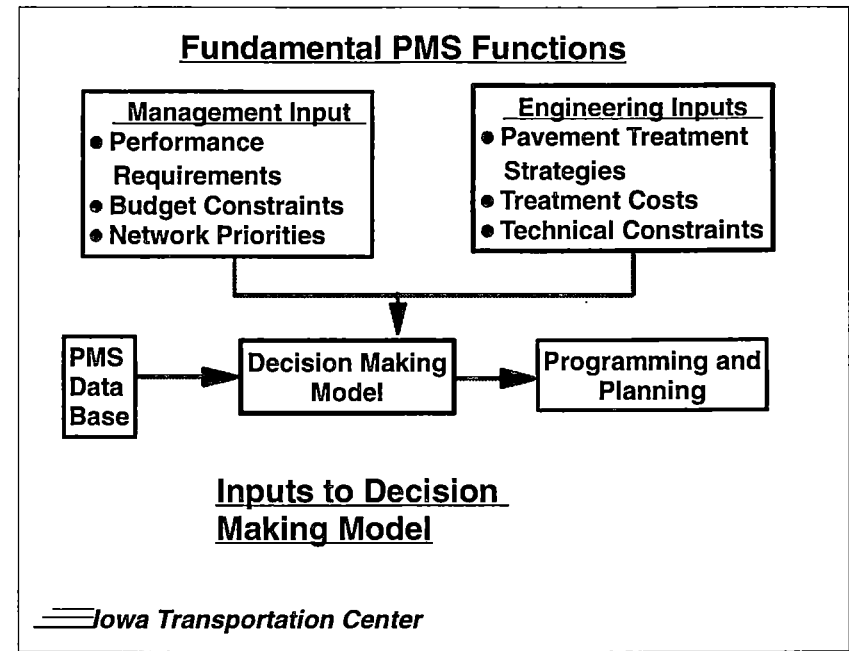 Fundamental PMS Functions
Management Input
● Performance
Requirements
● Budget Constraints
● Network Priorities
Engineering Inputs
● Pavement Treatment
Strategies
● Treatment Costs
● Technical Constraints
PMS
Data
Base
Decision Making
Model
Programming and
Planning
Inputs to Decision
Making Model
Iowa Transportation Center